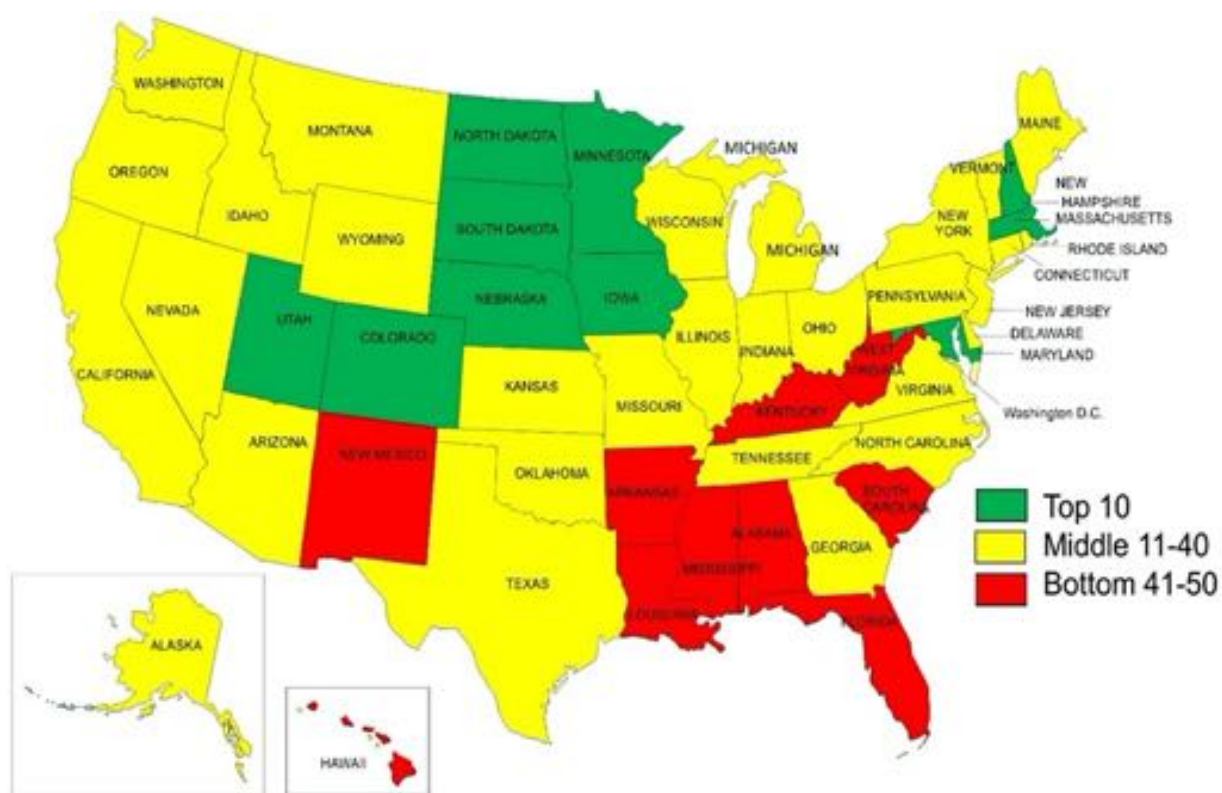 WASHINGTON
MONTANA
NORTH DAKOTA
MINNESOTA
MICHIGAN
MAINE
VERMONT
OREGON
IDAHO
WYOMING
SOUTH DAKOTA
WISCONSIN
MICHIGAN
NEW
YORK
NEW
HAMPSHIRE
MASSACHUSETTS
RHODE ISLAND
CONNECTICUT
NEVADA
UTAH
COLORADO
NEBRASKA
IOWA
ILLINOIS
INDIANA
OHIO
PENNSYLVANIA
NEW JERSEY
DELAWARE
MARYLAND
CALIFORNIA
KANSAS
MISSOURI
KENTUCKY
WEST
VIRGINIA
VIRGINIA
Washington D.C.
ARIZONA
NEW MEXICO
OKLAHOMA
TENNESSEE
NORTH CAROLINA
ARKANSAS
SOUTH
CAROLINA
TEXAS
MISSISSIPPI
ALABAMA
GEORGIA
LOUISIANA
FLORIDA
Top 10
Middle 11-40
Bottom 41-50
ALASKA
HAWAII